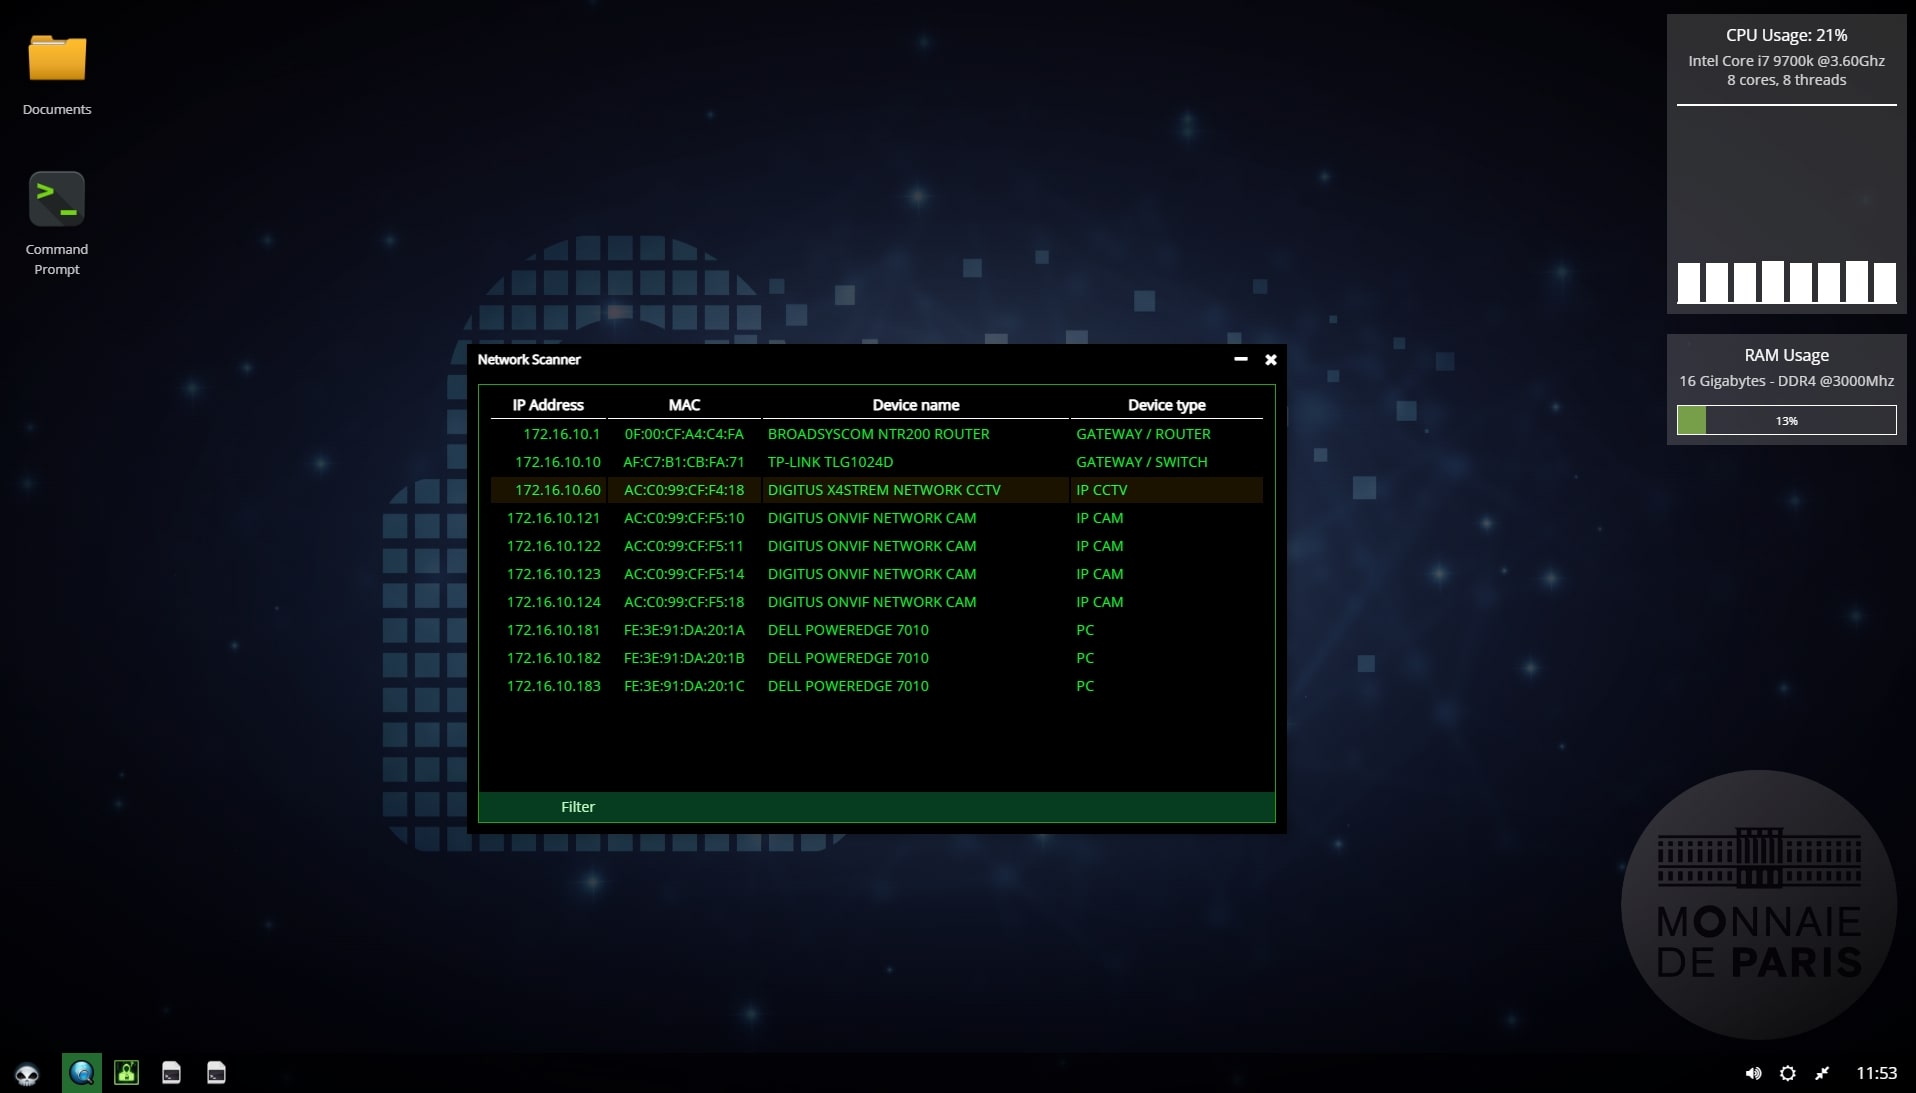 Documents
Command
Prompt
CPU Usage: 21%
Intel Core i7 9700k @3.60Ghz
8 cores, 8 threads
RAM Usage
16 Gigabytes - DDR4 @3000Mhz
13%
Network Scanner
IP Address MAC Device name Device type
172.16.10.1 0F:00:CF:A4:C4:FA BROADSYSCOM NTR200 ROUTER GATEWAY / ROUTER
172.16.10.10 AF:C7:B1:CB:FA:71 TP-LINK TLG1024D GATEWAY / SWITCH
172.16.10.60 AC:C0:99:CF:F4:18 DIGITUS X4STREM NETWORK CCTV IP CCTV
172.16.10.121 AC:C0:99:CF:F5:10 DIGITUS ONVIF NETWORK CAM IP CAM
172.16.10.122 AC:C0:99:CF:F5:11 DIGITUS ONVIF NETWORK CAM IP CAM
172.16.10.123 AC:C0:99:CF:F5:14 DIGITUS ONVIF NETWORK CAM IP CAM
172.16.10.124 AC:C0:99:CF:F5:18 DIGITUS ONVIF NETWORK CAM IP CAM
172.16.10.181 FE:3E:91:DA:20:1A DELL POWEREDGE 7010 PC
172.16.10.182 FE:3E:91:DA:20:1B DELL POWEREDGE 7010 PC
172.16.10.183 FE:3E:91:DA:20:1C DELL POWEREDGE 7010 PC
Filter
MONNAIE
DE PARIS
11:53